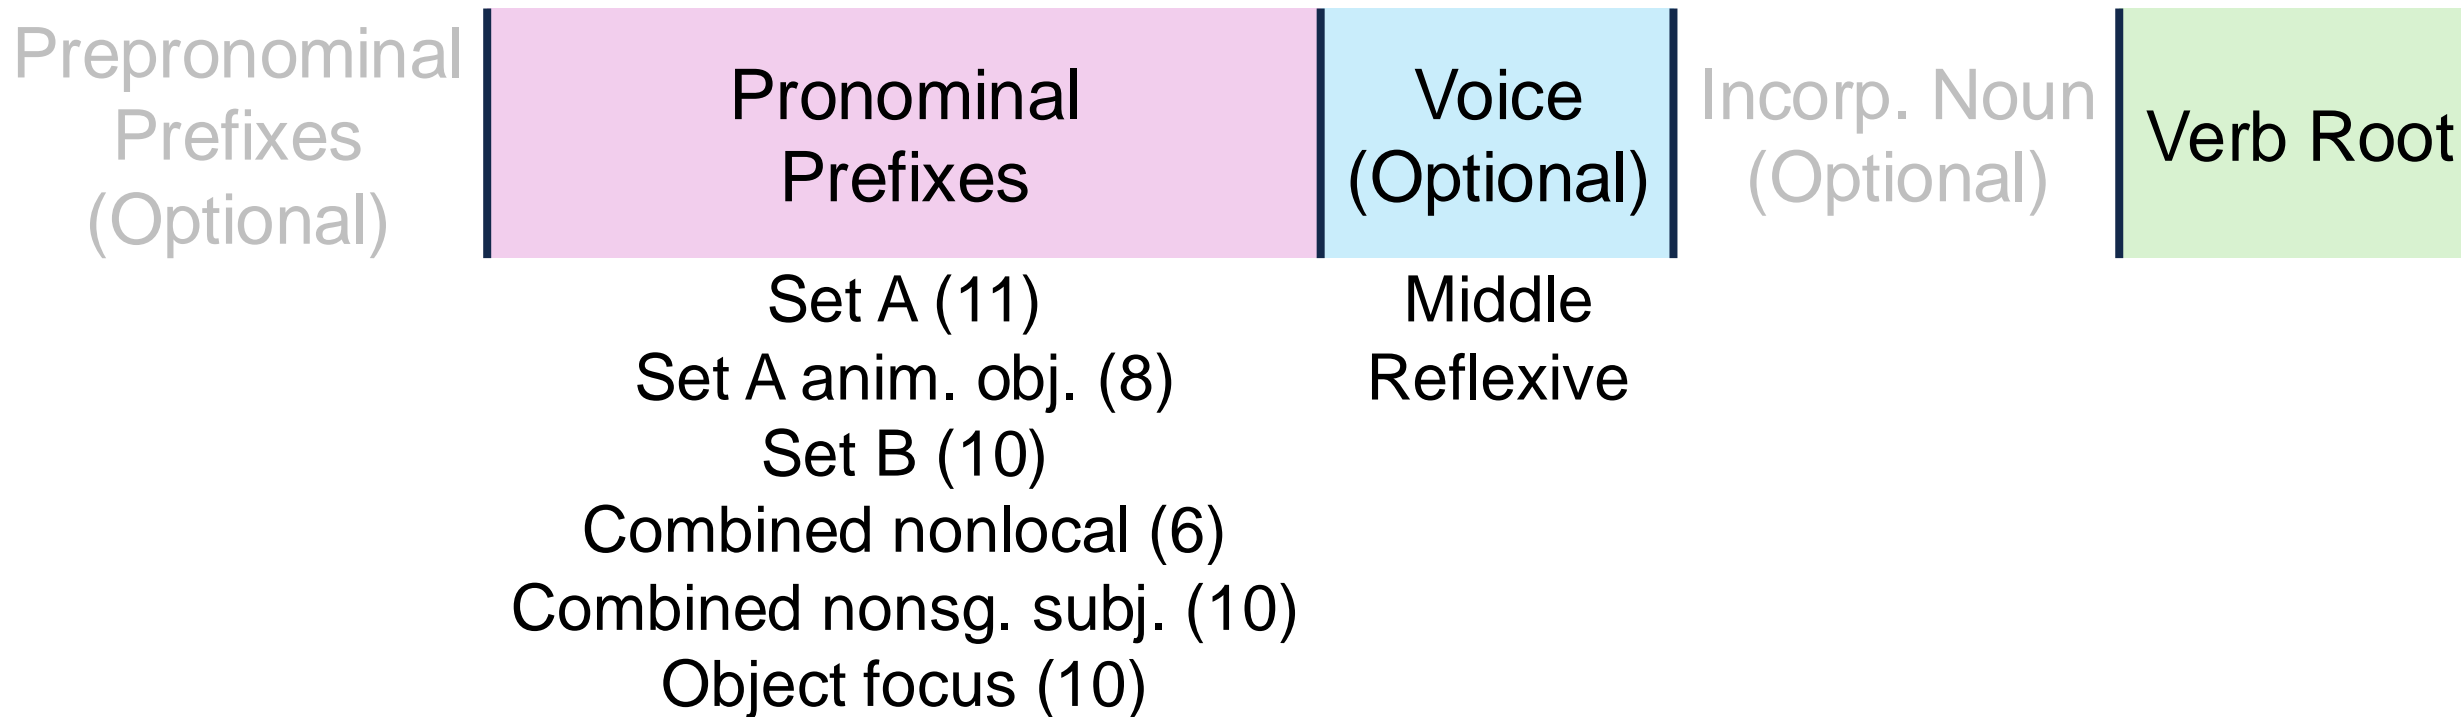 Prepronominal
Prefixes
(Optional)
Pronominal
Prefixes
Voice
(Optional)
Incorp. Noun
(Optional)
Verb Root
Set A (11)
Set A anim. obj. (8)
Set B (10)
Combined nonlocal (6)
Combined nonsg. subj. (10)
Object focus (10)
Middle
Reflexive